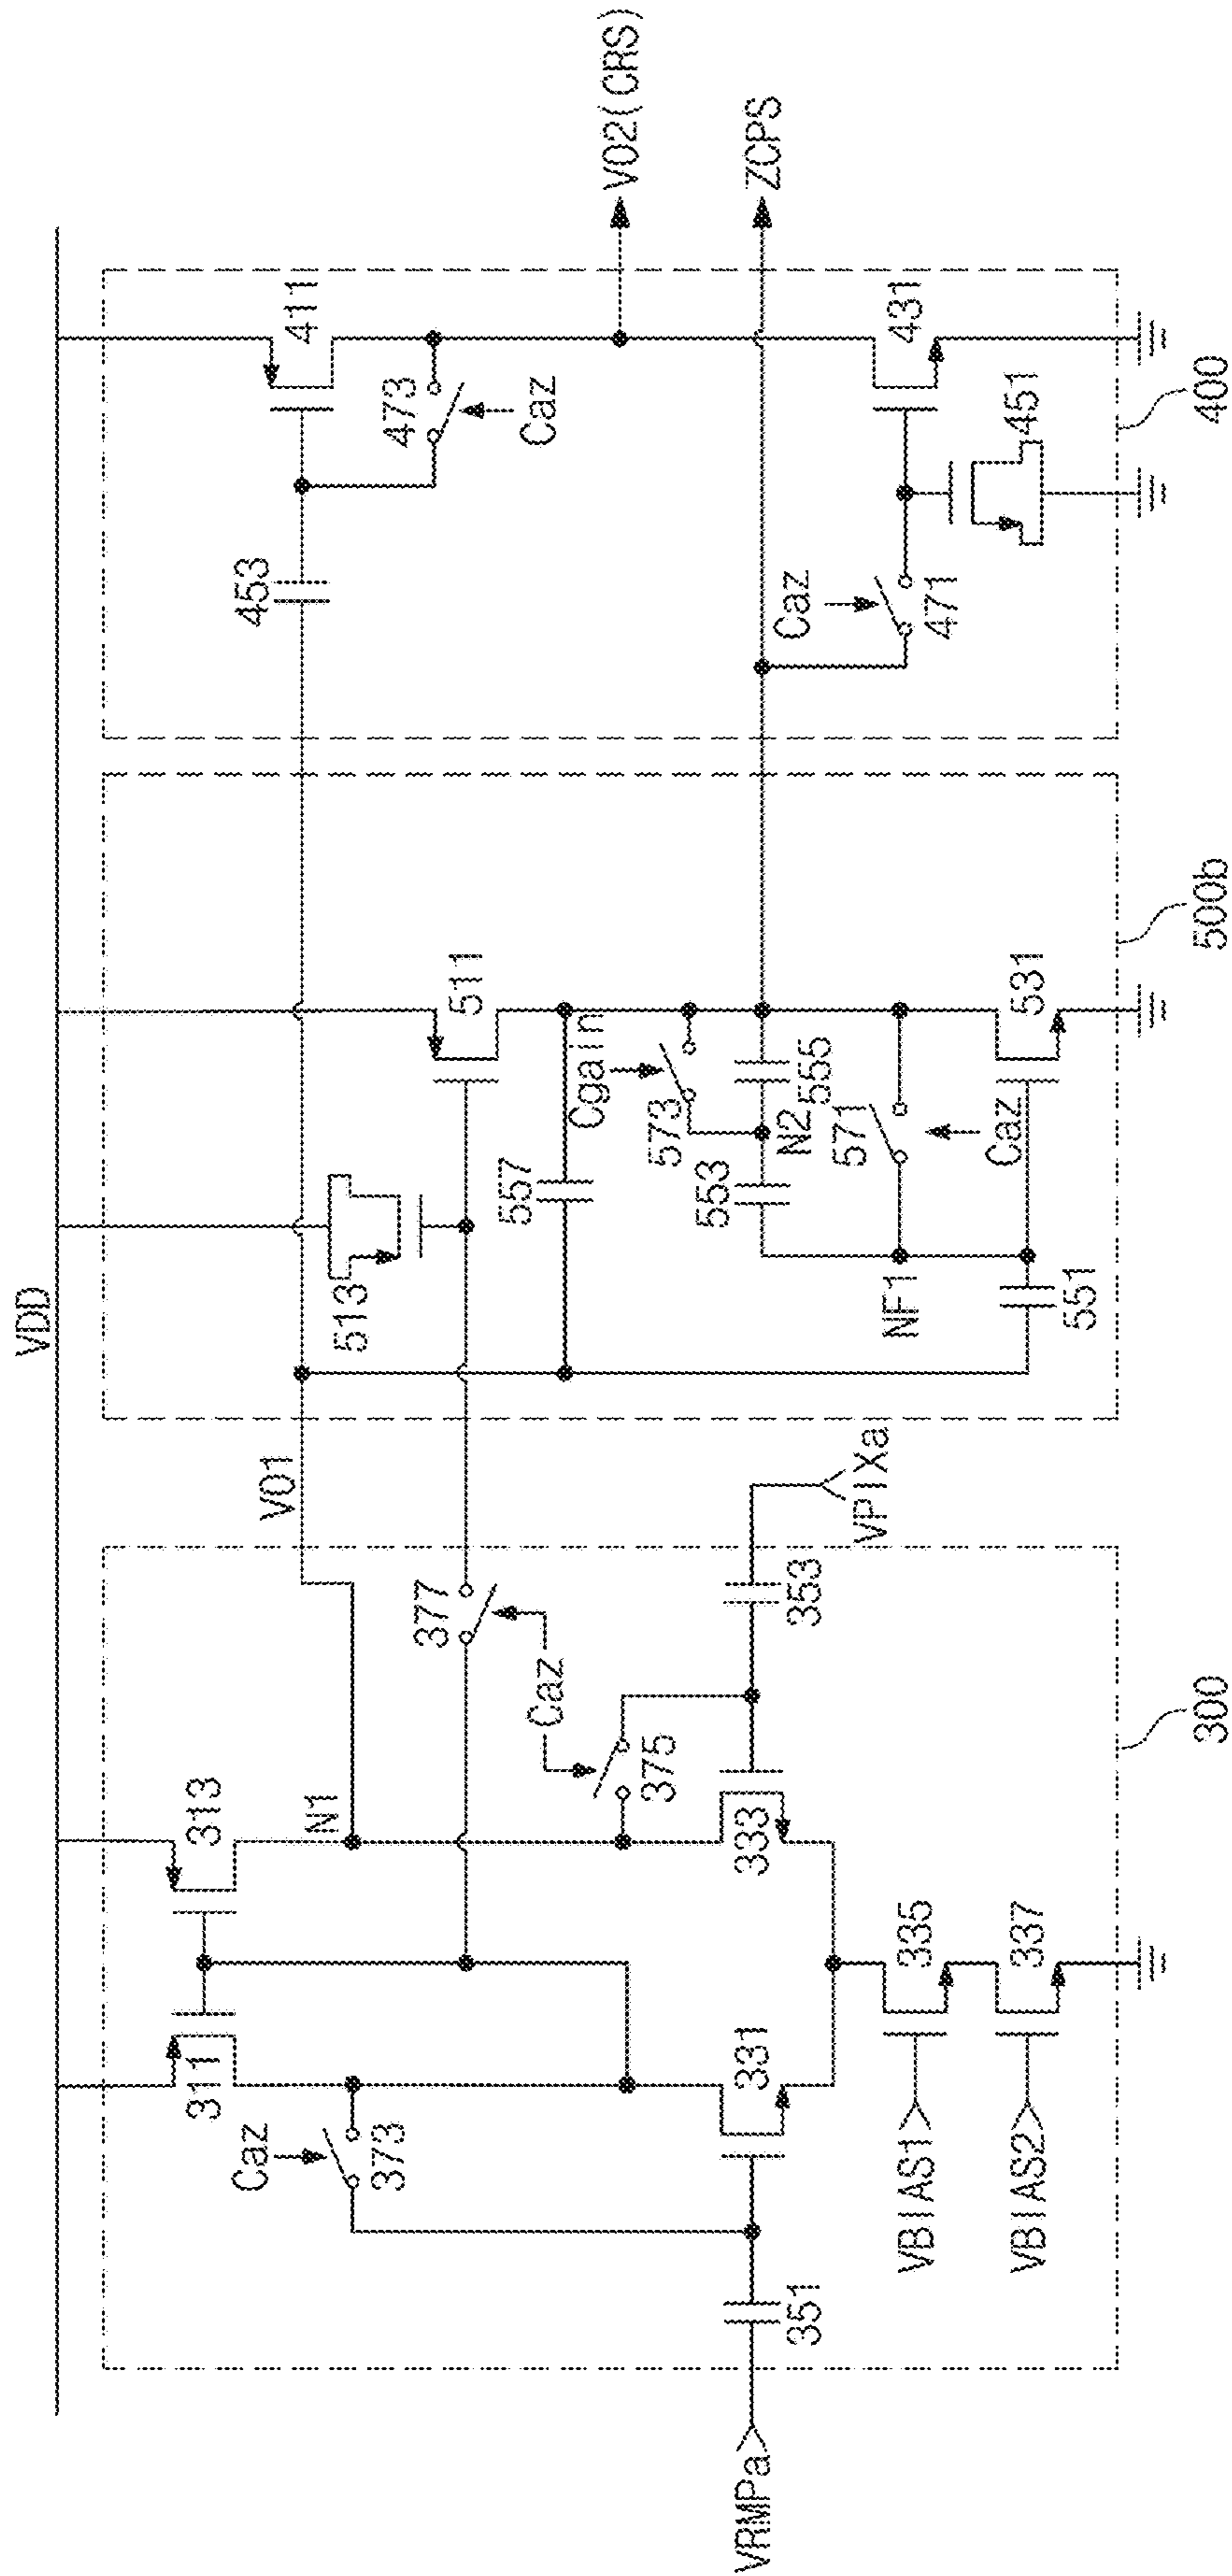 VDD
VO1
N1
311
313
Caz
373
377
Caz
375
351
VRMPa
331
333
353
VPIXa
VBIAS1
335
VBIAS2
337
300
513
511
557
Cgain
573
555
553
N2
571
NF1
Caz
551
531
500b
453
411
473
Caz
VO2(CRS)
ZCPS
Caz
471
431
451
400